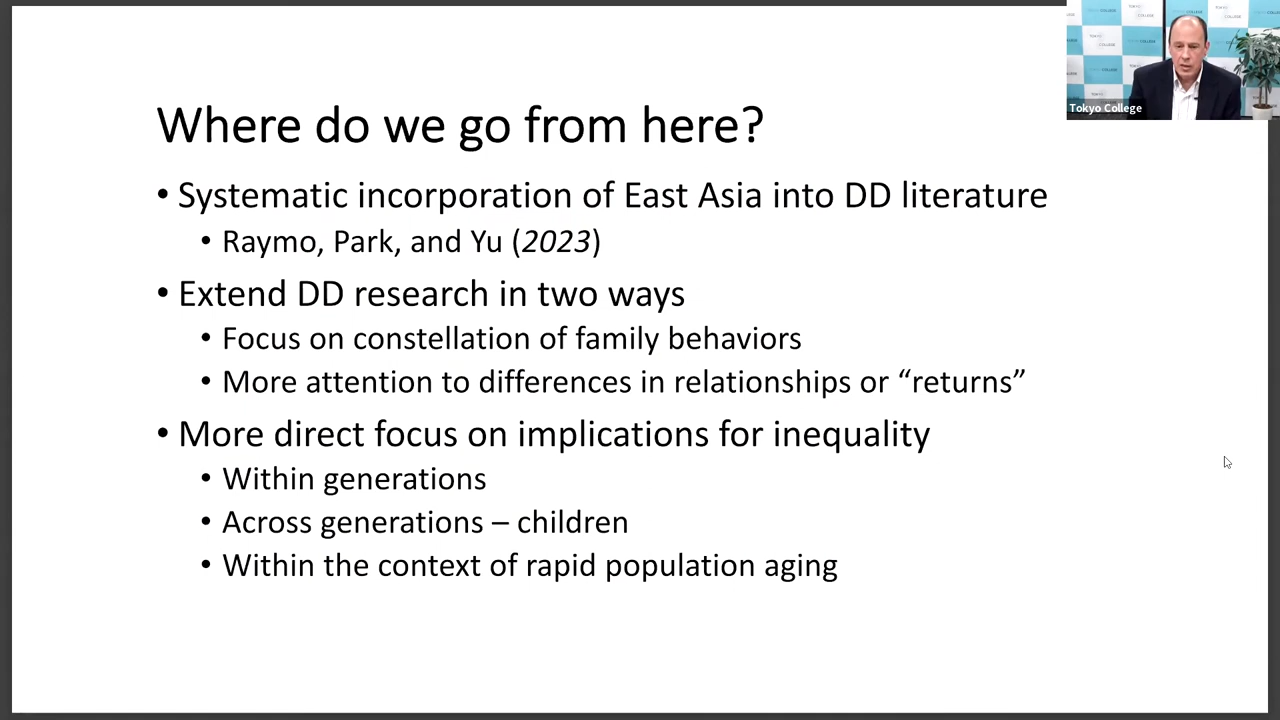 Where do we go from here?
• Systematic incorporation of East Asia into DD literature
• Raymo, Park, and Yu (2023)
• Extend DD research in two ways
• Focus on constellation of family behaviors
• More attention to differences in relationships or “returns”
• More direct focus on implications for inequality
• Within generations
• Across generations – children
• Within the context of rapid population aging
Tokyo College